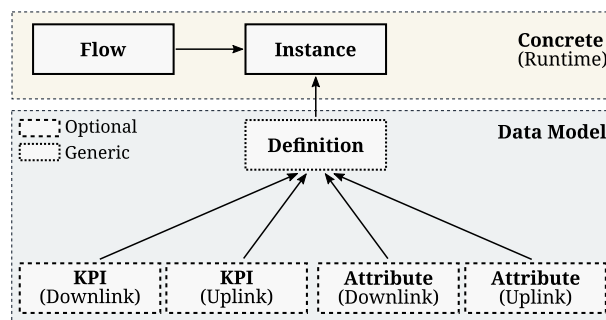 Flow
Instance
Concrete
(Runtime)
Optional
Generic
Data Model
Definition
KPI
(Downlink)
KPI
(Uplink)
Attribute
(Downlink)
Attribute
(Uplink)